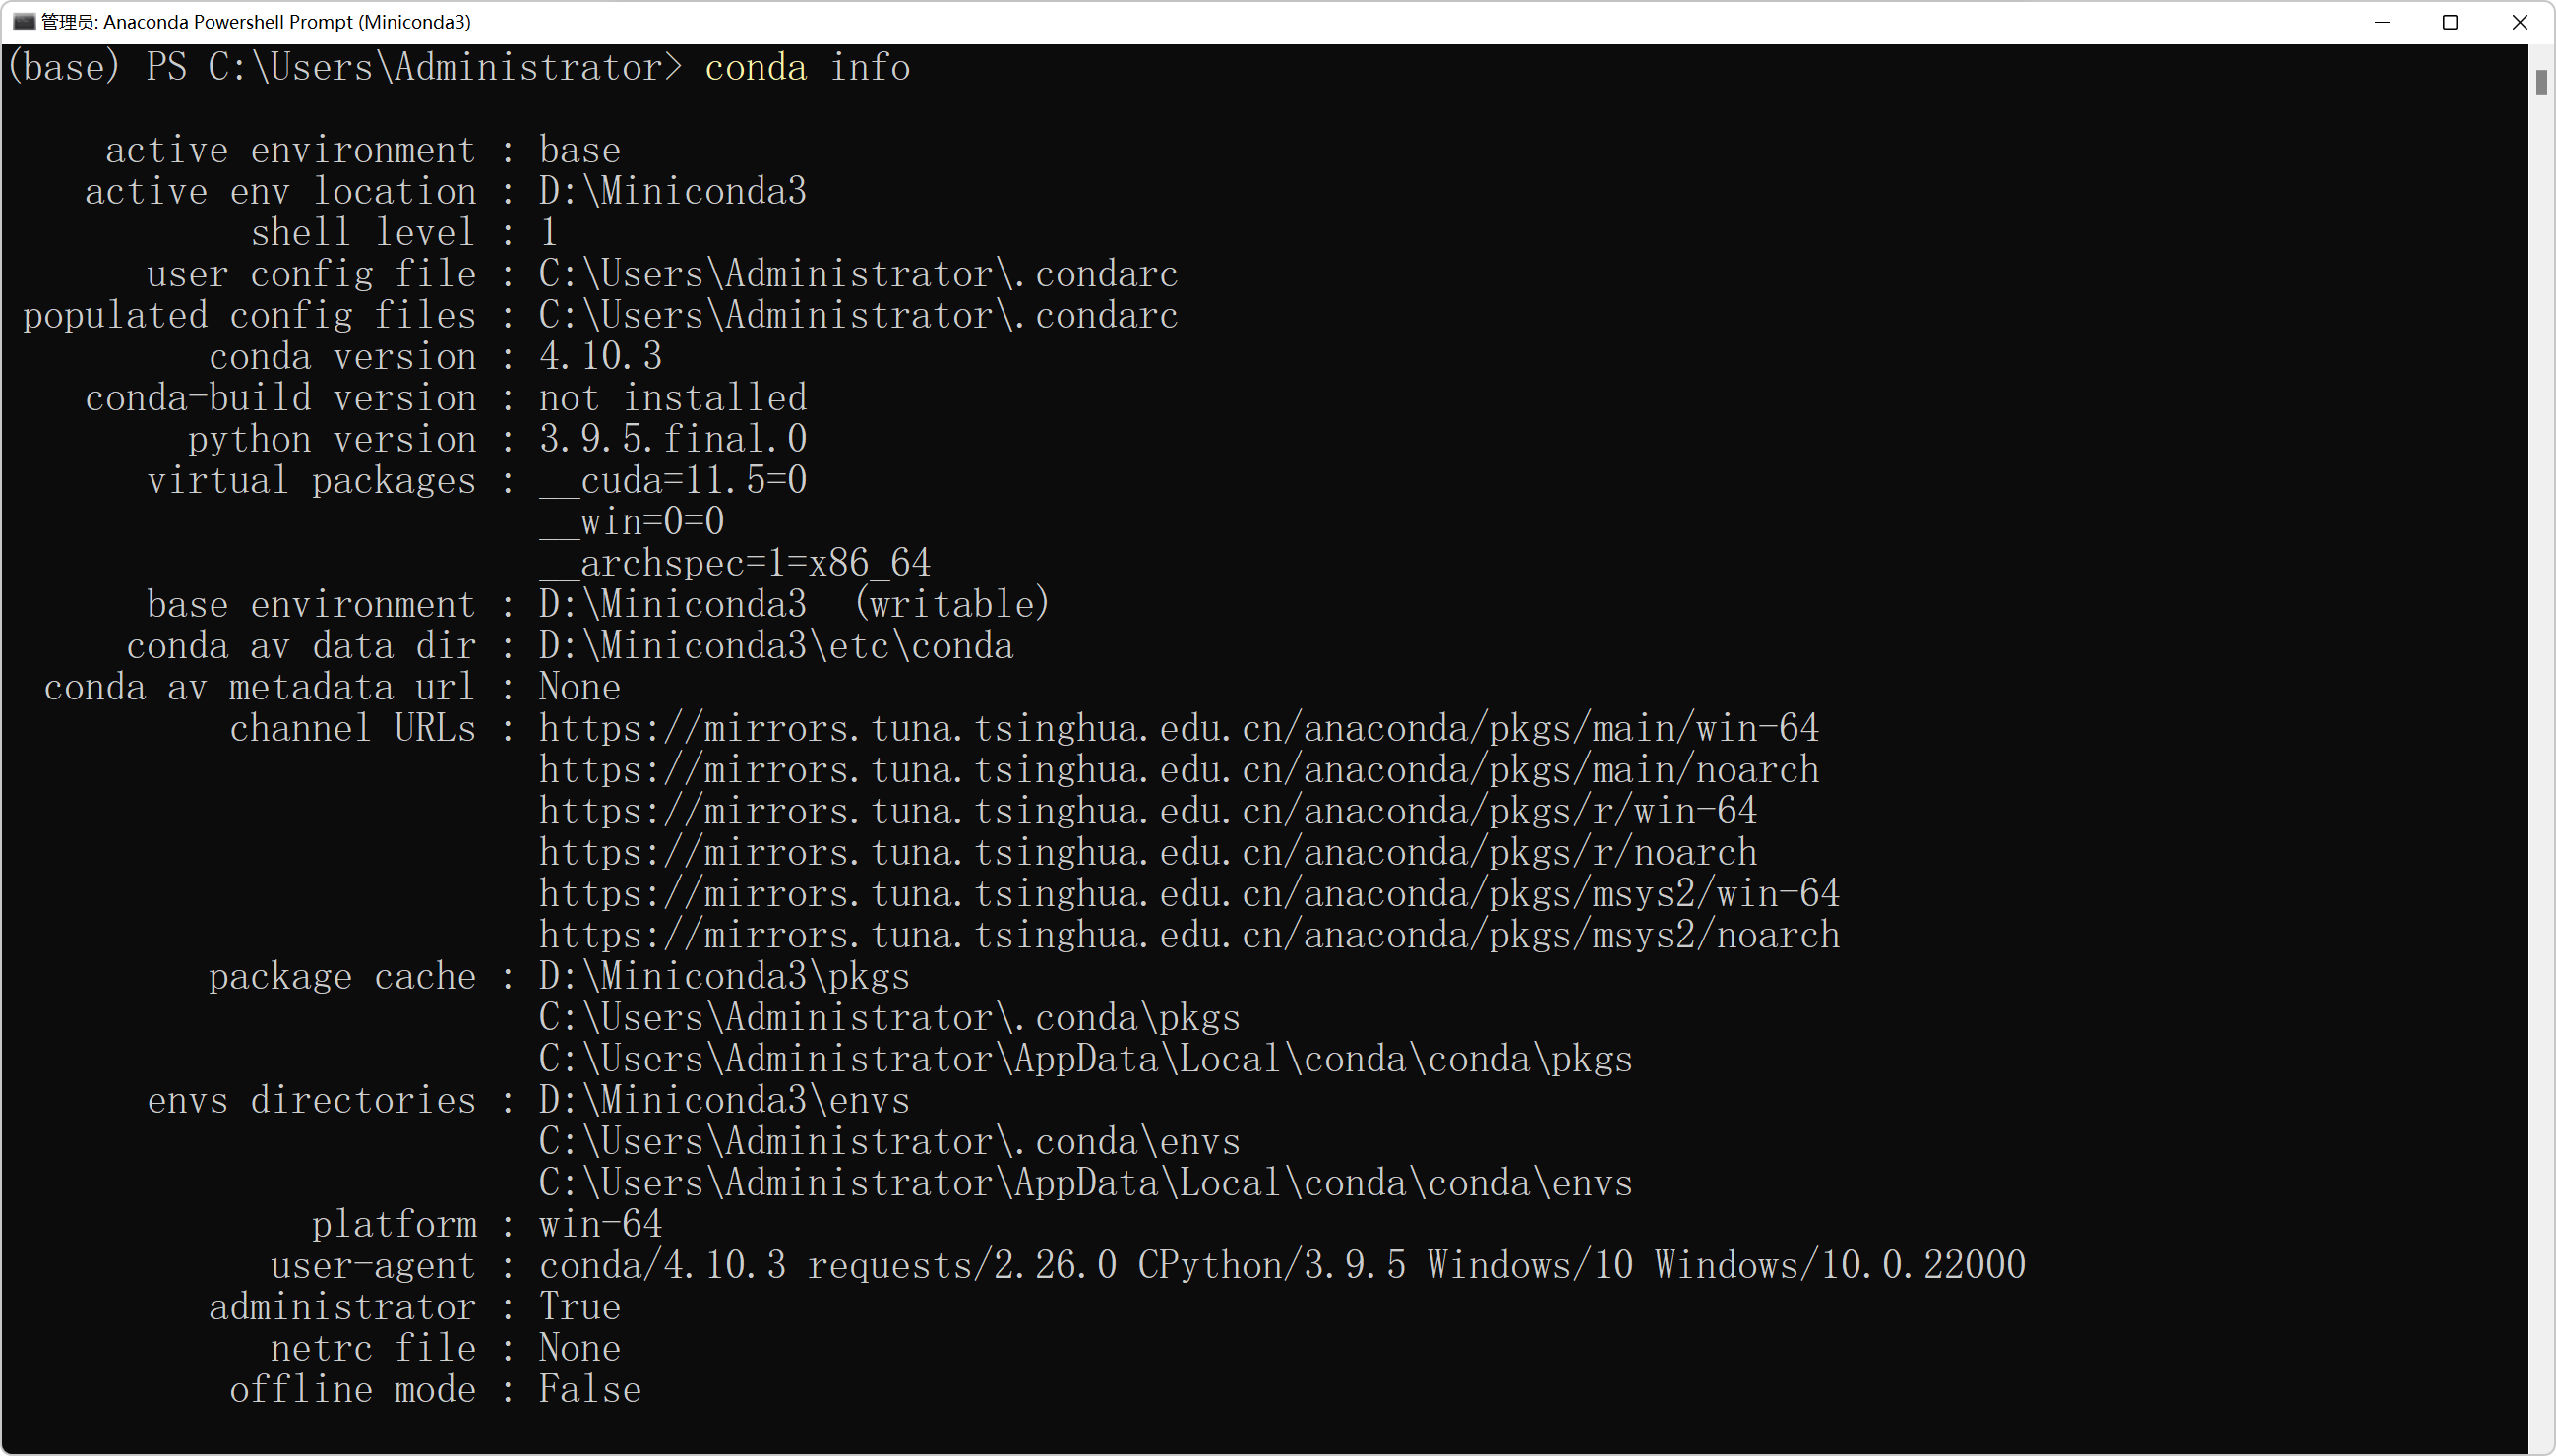 管理员: Anaconda Powershell Prompt (Miniconda3)
(base) PS C:\Users\Administrator> conda info
active environment : base
active env location : D:\Miniconda3
shell level : 1
user config file : C:\Users\Administrator\.condarc
populated config files : C:\Users\Administrator\.condarc
conda version : 4.10.3
conda-build version : not installed
python version : 3.9.5.final.0
virtual packages : __cuda=11.5=0
__win=0=0
__archspec=1=x86_64
base environment : D:\Miniconda3  (writable)
conda av data dir : D:\Miniconda3\etc\conda
conda av metadata url : None
channel URLs : https://mirrors.tuna.tsinghua.edu.cn/anaconda/pkgs/main/win-64
https://mirrors.tuna.tsinghua.edu.cn/anaconda/pkgs/main/noarch
https://mirrors.tuna.tsinghua.edu.cn/anaconda/pkgs/r/win-64
https://mirrors.tuna.tsinghua.edu.cn/anaconda/pkgs/r/noarch
https://mirrors.tuna.tsinghua.edu.cn/anaconda/pkgs/msys2/win-64
https://mirrors.tuna.tsinghua.edu.cn/anaconda/pkgs/msys2/noarch
package cache : D:\Miniconda3\pkgs
C:\Users\Administrator\.conda\pkgs
C:\Users\Administrator\AppData\Local\conda\conda\pkgs
envs directories : D:\Miniconda3\envs
C:\Users\Administrator\.conda\envs
C:\Users\Administrator\AppData\Local\conda\conda\envs
platform : win-64
user-agent : conda/4.10.3 requests/2.26.0 CPython/3.9.5 Windows/10 Windows/10.0.22000
administrator : True
netrc file : None
offline mode : False